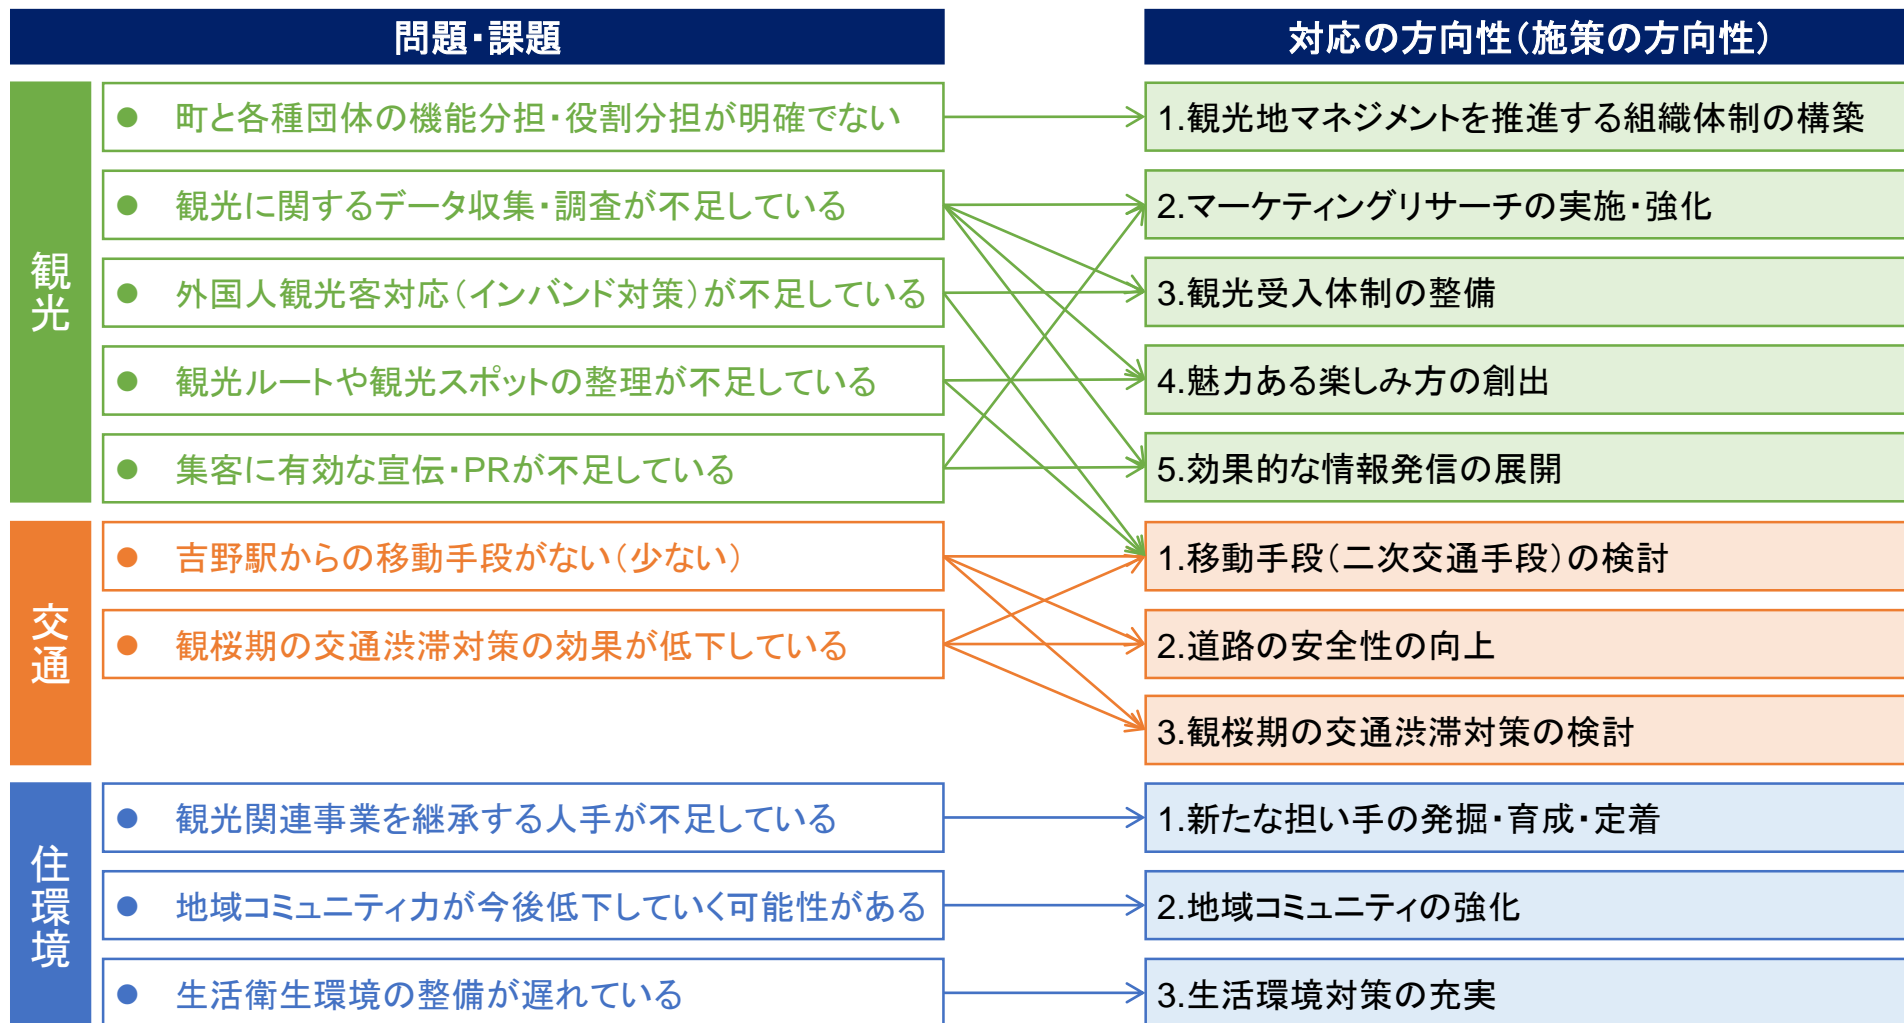 問題・課題
対応の方向性（施策の方向性）
観光
● 町と各種団体の機能分担・役割分担が明確でない
1.観光地マネジメントを推進する組織体制の構築
● 観光に関するデータ収集・調査が不足している
2.マーケティングリサーチの実施・強化
● 外国人観光客対応（インバンド対策）が不足している
3.観光受入体制の整備
● 観光ルートや観光スポットの整理が不足している
4.魅力ある楽しみ方の創出
● 集客に有効な宣伝・PRが不足している
5.効果的な情報発信の展開
交通
● 吉野駅からの移動手段がない（少ない）
1.移動手段（二次交通手段）の検討
● 観桜期の交通渋滞対策の効果が低下している
2.道路の安全性の向上
3.観桜期の交通渋滞対策の検討
住環境
● 観光関連事業を継承する人手が不足している
1.新たな担い手の発掘・育成・定着
● 地域コミュニティ力が今後低下していく可能性がある
2.地域コミュニティの強化
● 生活衛生環境の整備が遅れている
3.生活環境対策の充実